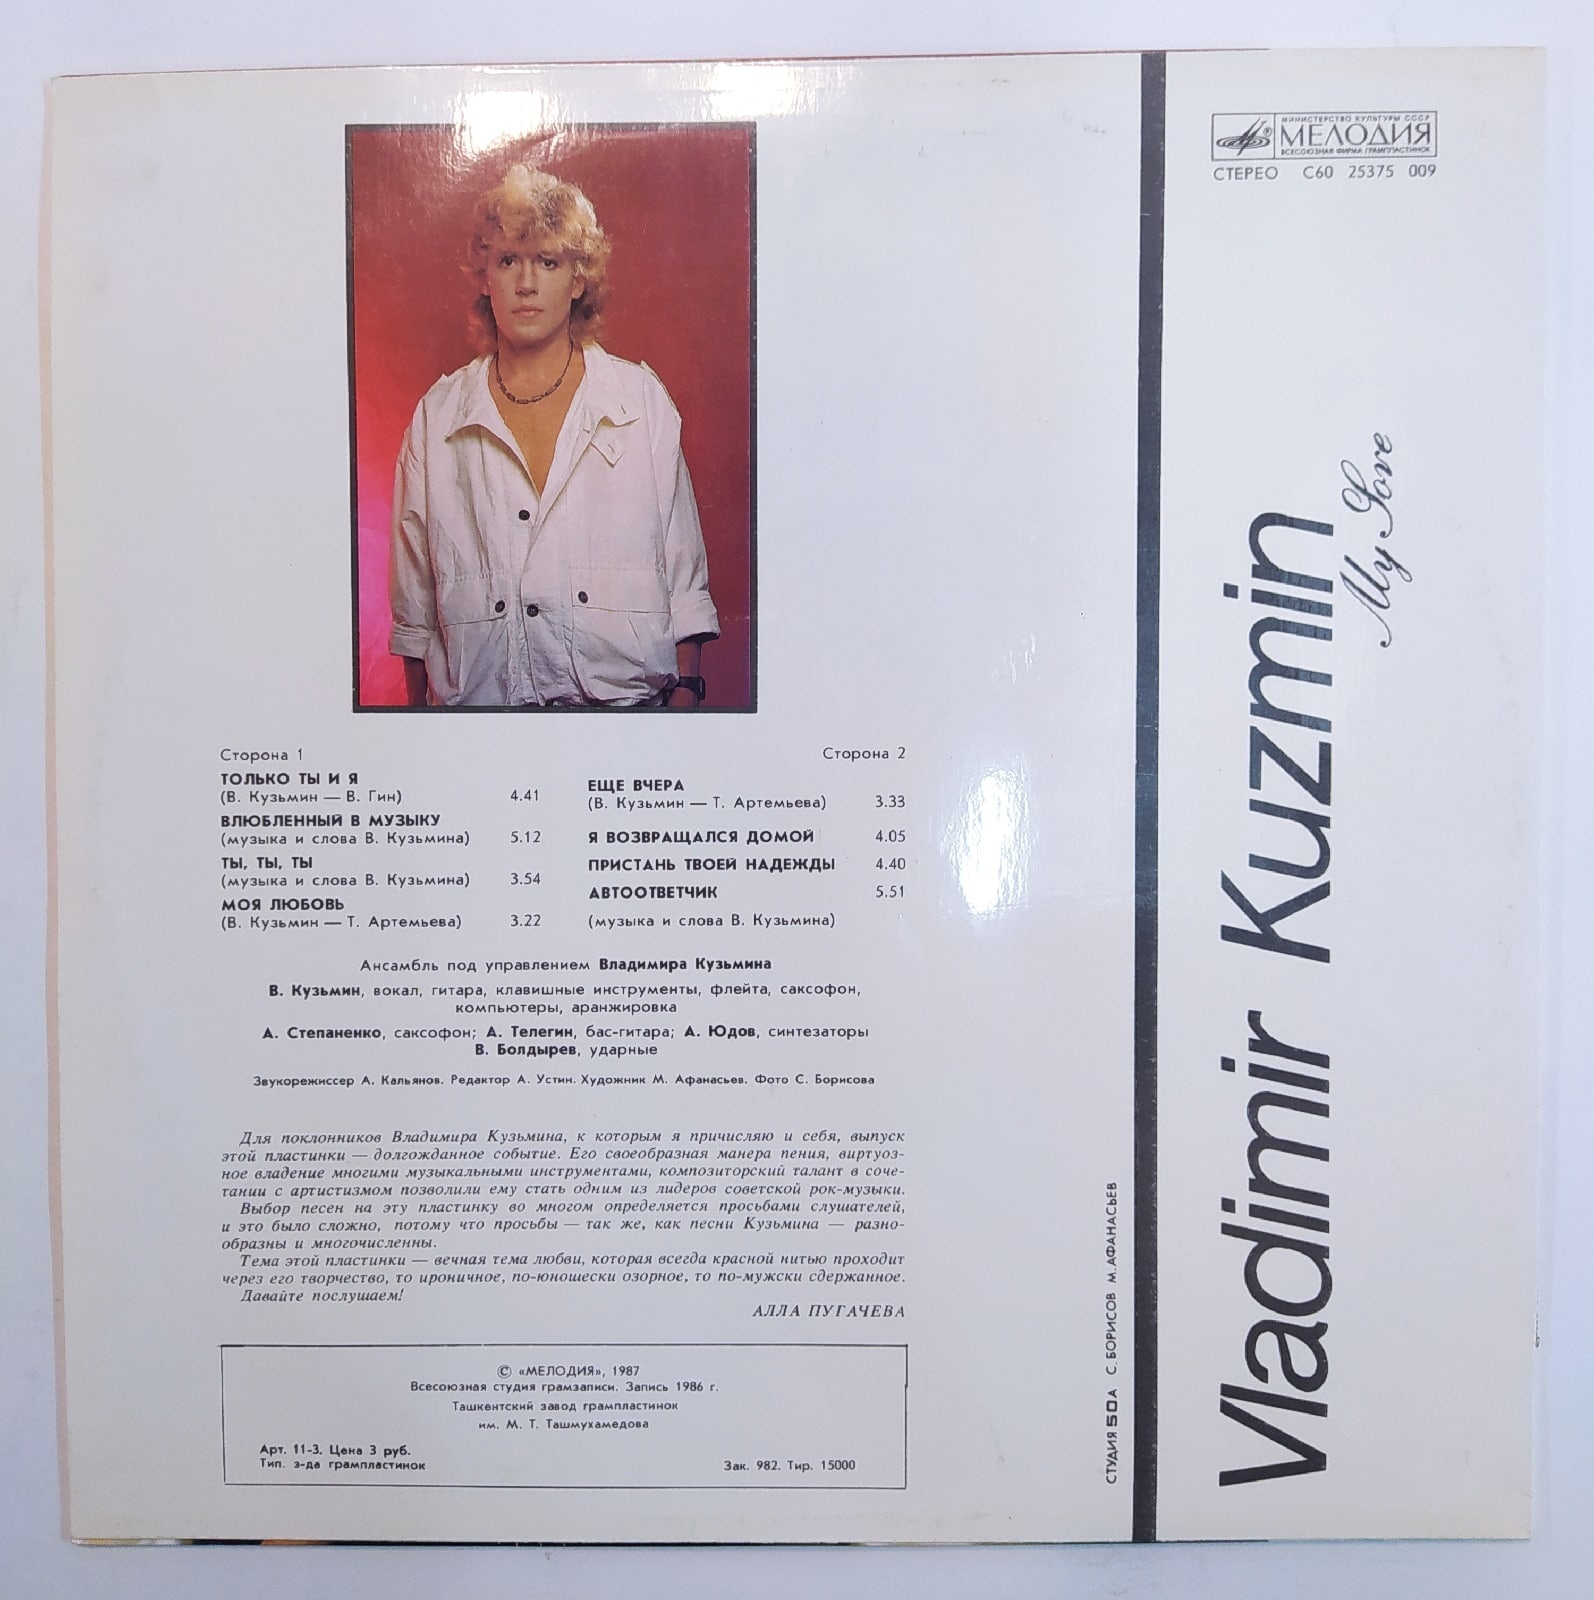 МИНИСТЕРСТВО КУЛЬТУРЫ СССР
МЕЛОДИЯ
ВСЕСОЮЗНАЯ ФИРМА ГРАМПЛАСТИНОК
СТЕРЕО С60 25375 009
Vladimir Kuzmin
My Love
Сторона 1
ТОЛЬКО ТЫ И Я
(В. Кузьмин — В. Гин) 4.41
ВЛЮБЛЕННЫЙ В МУЗЫКУ
(музыка и слова В. Кузьмина) 5.12
ТЫ, ТЫ, ТЫ
(музыка и слова В. Кузьмина) 3.54
МОЯ ЛЮБОВЬ
(В. Кузьмин — Т. Артемьева) 3.22
Сторона 2
ЕЩЕ ВЧЕРА
(В. Кузьмин — Т. Артемьева) 3.33
Я ВОЗВРАЩАЛСЯ ДОМОЙ 4.05
ПРИСТАНЬ ТВОЕЙ НАДЕЖДЫ 4.40
АВТООТВЕТЧИК 5.51
(музыка и слова В. Кузьмина)
Ансамбль под управлением Владимира Кузьмина
В. Кузьмин, вокал, гитара, клавишные инструменты, флейта, саксофон,
компьютеры, аранжировка
А. Степаненко, саксофон; А. Телегин, бас-гитара; А. Юдов, синтезаторы
В. Болдырев, ударные
Звукорежиссер А. Кальянов. Редактор А. Устин. Художник М. Афанасьев. Фото С. Борисова
Для поклонников Владимира Кузьмина, к которым я причисляю и себя, выпуск
этой пластинки — долгожданное событие. Его своеобразная манера пения, виртуоз-
ное владение многими музыкальными инструментами, композиторский талант в соче-
тании с артистизмом позволили ему стать одним из лидеров советской рок-музыки.
Выбор песен на эту пластинку во многом определяется просьбами слушателей,
и это было сложно, потому что просьбы — так же, как песни Кузьмина — разно-
образны и многочисленны.
Тема этой пластинки — вечная тема любви, которая всегда красной нитью проходит
через его творчество, то ироничное, по-юношески озорное, то по-мужски сдержанное.
Давайте послушаем!
АЛЛА ПУГАЧЕВА
© «МЕЛОДИЯ», 1987
Всесоюзная студия грамзаписи. Запись 1986 г.
Ташкентский завод грампластинок
им. М. Т. Ташмухамедова
Арт. 11-3. Цена 3 руб.
Тип. з-да грампластинок
Зак. 982. Тир. 15000
СТУДИЯ 50А С. БОРИСОВ М. АФАНАСЬЕВ